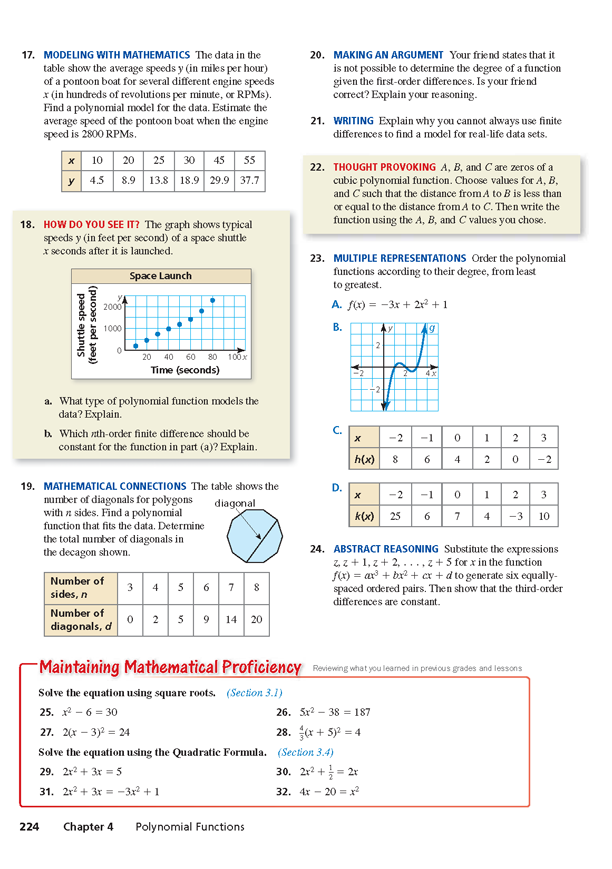 17. MODELING WITH MATHEMATICS The data in the
table show the average speeds y (in miles per hour)
of a pontoon boat for several different engine speeds
x (in hundreds of revolutions per minute, or RPMs).
Find a polynomial model for the data. Estimate the
average speed of the pontoon boat when the engine
speed is 2800 RPMs.
x 10 20 25 30 45 55
y 4.5 8.9 13.8 18.9 29.9 37.7
18. HOW DO YOU SEE IT? The graph shows typical
speeds y (in feet per second) of a space shuttle
x seconds after it is launched.
Space Launch
Shuttle speed
(feet per second)
y
2000
1000
0
20 40 60 80 100 x
Time (seconds)
a. What type of polynomial function models the
data? Explain.
b. Which nth-order finite difference should be
constant for the function in part (a)? Explain.
19. MATHEMATICAL CONNECTIONS The table shows the
number of diagonals for polygons
with n sides. Find a polynomial
function that fits the data. Determine
the total number of diagonals in
the decagon shown.
diagonal
Number of
sides, n
3 4 5 6 7 8
Number of
diagonals, d
0 2 5 9 14 20
20. MAKING AN ARGUMENT Your friend states that it
is not possible to determine the degree of a function
given the first-order differences. Is your friend
correct? Explain your reasoning.
21. WRITING Explain why you cannot always use finite
differences to find a model for real-life data sets.
22. THOUGHT PROVOKING A, B, and C are zeros of a
cubic polynomial function. Choose values for A, B,
and C such that the distance from A to B is less than
or equal to the distance from A to C. Then write the
function using the A, B, and C values you chose.
23. MULTIPLE REPRESENTATIONS Order the polynomial
functions according to their degree, from least
to greatest.
A. f(x) = −3x + 2x² + 1
B.
y g
2
−2 2 4 x
−2
C.
x −2 −1 0 1 2 3
h(x) 8 6 4 2 0 −2
D.
x −2 −1 0 1 2 3
k(x) 25 6 7 4 −3 10
24. ABSTRACT REASONING Substitute the expressions
z, z + 1, z + 2, . . . , z + 5 for x in the function
f(x) = ax³ + bx² + cx + d to generate six equally-
spaced ordered pairs. Then show that the third-order
differences are constant.
Maintaining Mathematical Proficiency Reviewing what you learned in previous grades and lessons
Solve the equation using square roots. (Section 3.1)
25. x² − 6 = 30
26. 5x² − 38 = 187
27. 2(x − 3)² = 24
28. 4/3(x + 5)² = 4
Solve the equation using the Quadratic Formula. (Section 3.4)
29. 2x² + 3x = 5
30. 2x² + 1/2 = 2x
31. 2x² + 3x = −3x² + 1
32. 4x − 20 = x²
224 Chapter 4 Polynomial Functions